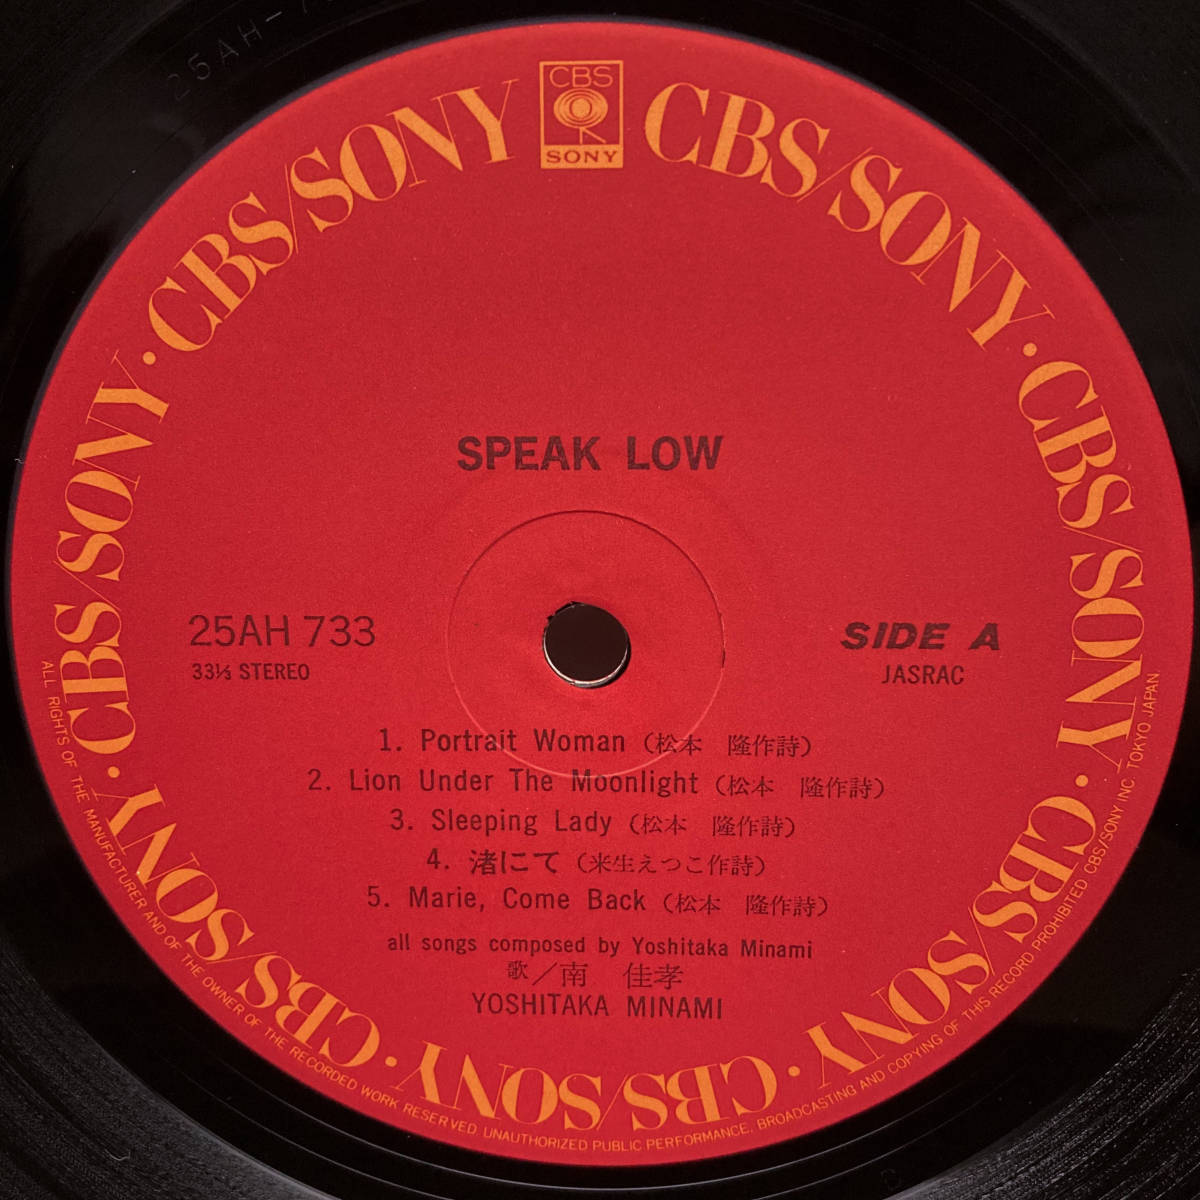 25AH-7
CBS
SONY
CBS/SONY · CBS/SONY · CBS/SONY · CBS/SONY · CBS/SONY · CBS/SONY · CBS/SONY · CBS/SONY
SPEAK LOW
25AH 733
33⅓ STEREO
SIDE A
JASRAC
1. Portrait Woman (松本 隆作詩)
2. Lion Under The Moonlight (松本 隆作詩)
3. Sleeping Lady (松本 隆作詩)
4. 渚にて (来生えつこ作詩)
5. Marie, Come Back (松本 隆作詩)
all songs composed by Yoshitaka Minami
歌/南 佳孝
YOSHITAKA MINAMI
ALL RIGHTS OF THE MANUFACTURER AND OF THE OWNER OF THE RECORDED WORK RESERVED. UNAUTHORIZED PUBLIC PERFORMANCE, BROADCASTING AND COPYING OF THIS RECORD PROHIBITED CBS/SONY INC. TOKYO JAPAN